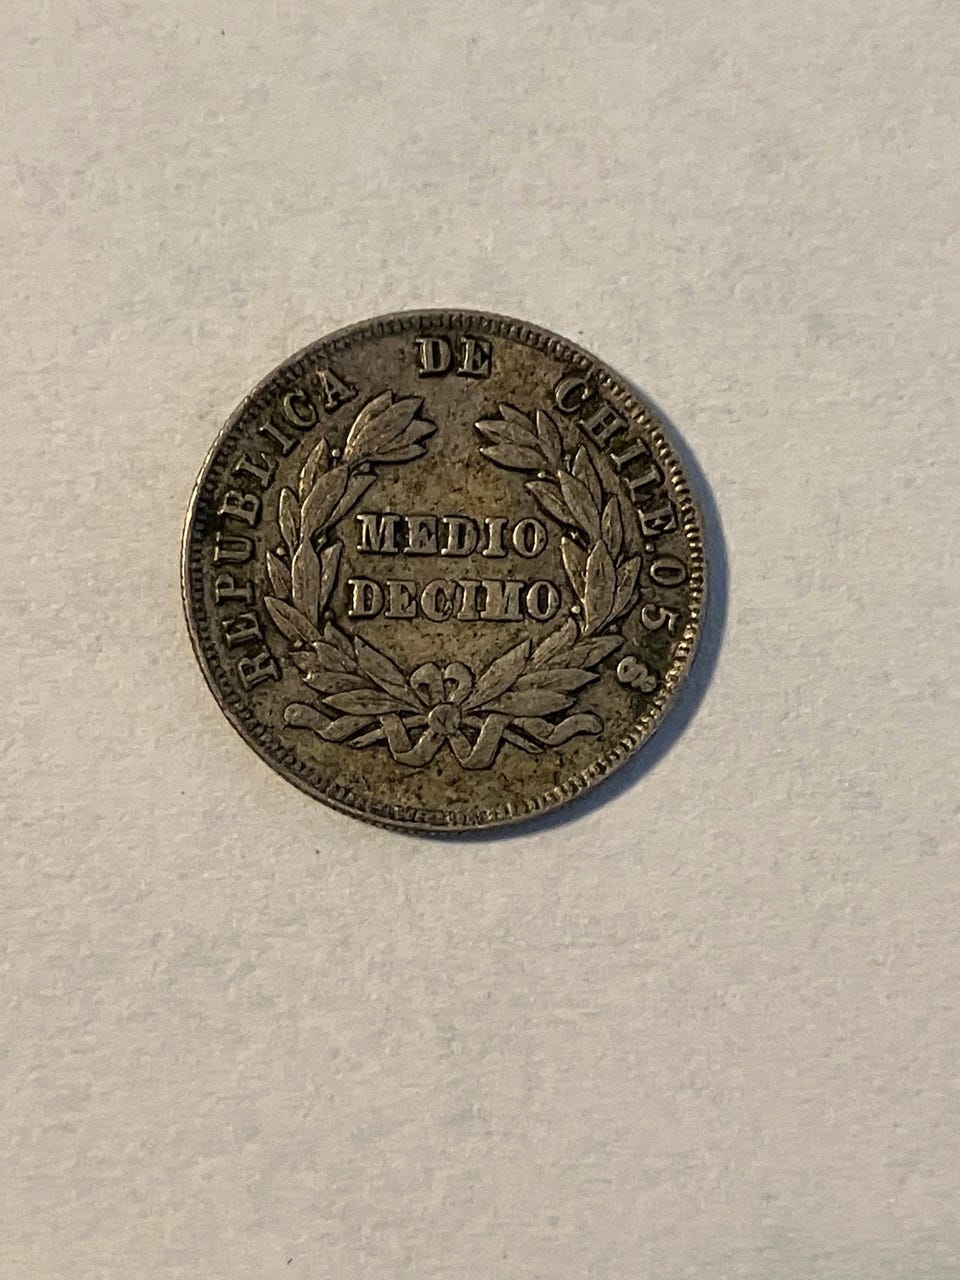 REPUBLICA DE CHILE.0.5
MEDIO
DECIMO.